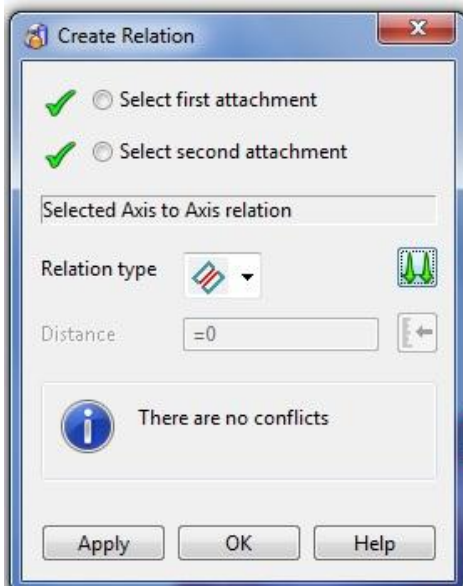 Create Relation
Select first attachment
Select second attachment
Selected Axis to Axis relation
Relation type
Distance =0
There are no conflicts
Apply OK Help